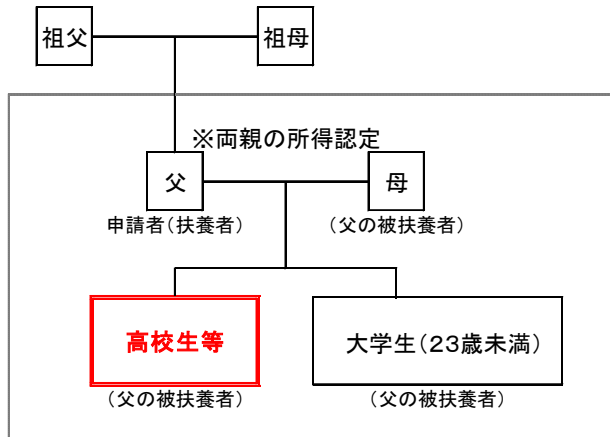 祖父 祖母
※両親の所得認定
父 母
申請者（扶養者） （父の被扶養者）
高校生等 大学生（２３歳未満）
（父の被扶養者） （父の被扶養者）